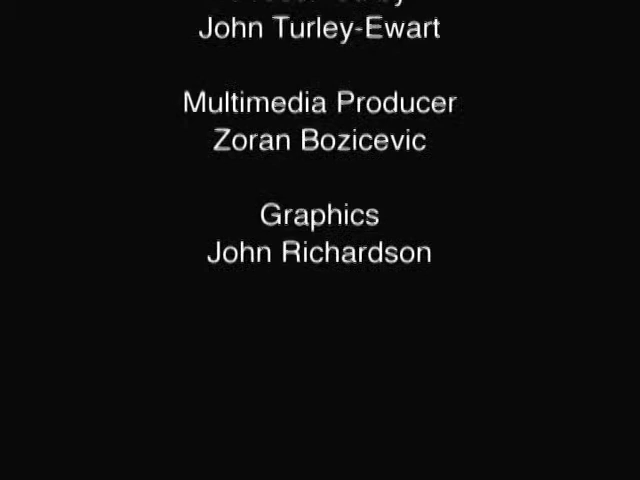 John Turley-Ewart
Multimedia Producer
Zoran Bozicevic
Graphics
John Richardson